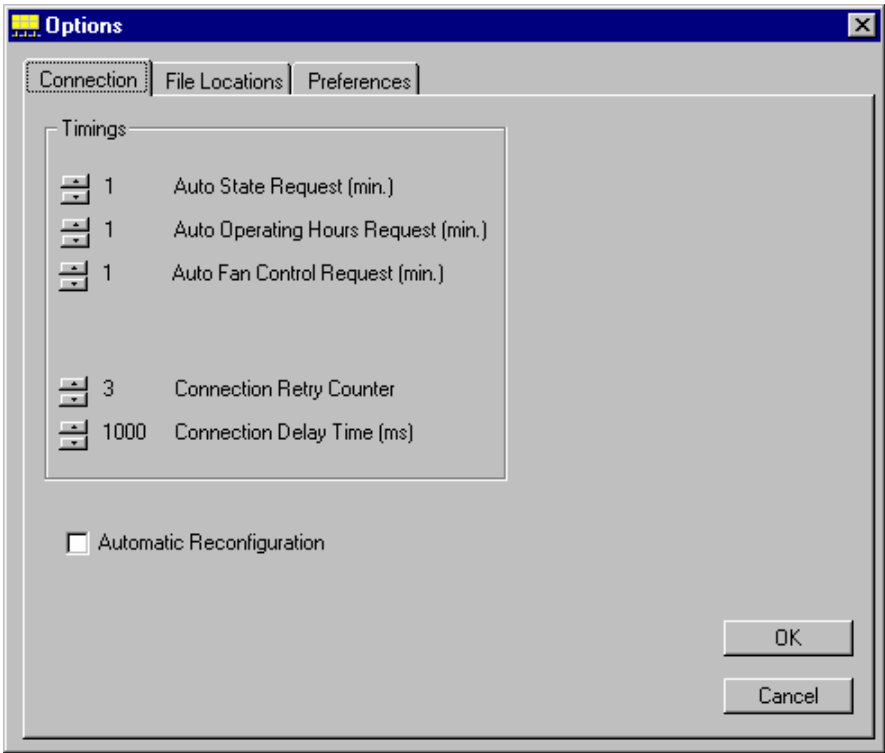 Options
Connection File Locations Preferences
Timings
1 Auto State Request (min.)
1 Auto Operating Hours Request (min.)
1 Auto Fan Control Request (min.)
3 Connection Retry Counter
1000 Connection Delay Time (ms)
Automatic Reconfiguration
OK
Cancel